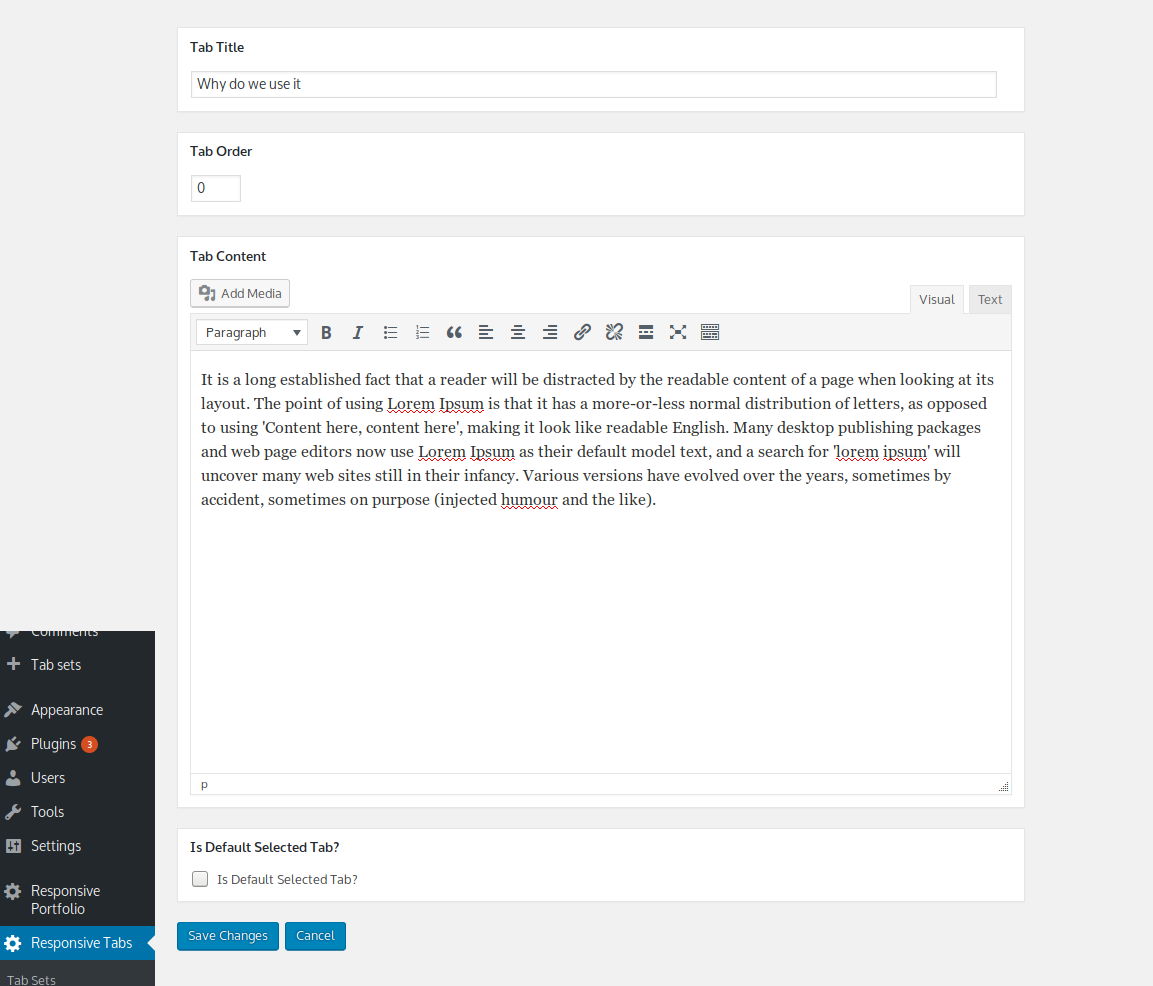 Tab Title
Why do we use it
Tab Order
0
Tab Content
Add Media
Visual Text
Paragraph
It is a long established fact that a reader will be distracted by the readable content of a page when looking at its
layout. The point of using Lorem Ipsum is that it has a more-or-less normal distribution of letters, as opposed
to using 'Content here, content here', making it look like readable English. Many desktop publishing packages
and web page editors now use Lorem Ipsum as their default model text, and a search for 'lorem ipsum' will
uncover many web sites still in their infancy. Various versions have evolved over the years, sometimes by
accident, sometimes on purpose (injected humour and the like).
p
Is Default Selected Tab?
Is Default Selected Tab?
Save Changes Cancel
Comments
Tab sets
Appearance
Plugins 3
Users
Tools
Settings
Responsive
Portfolio
Responsive Tabs
Tab Sets